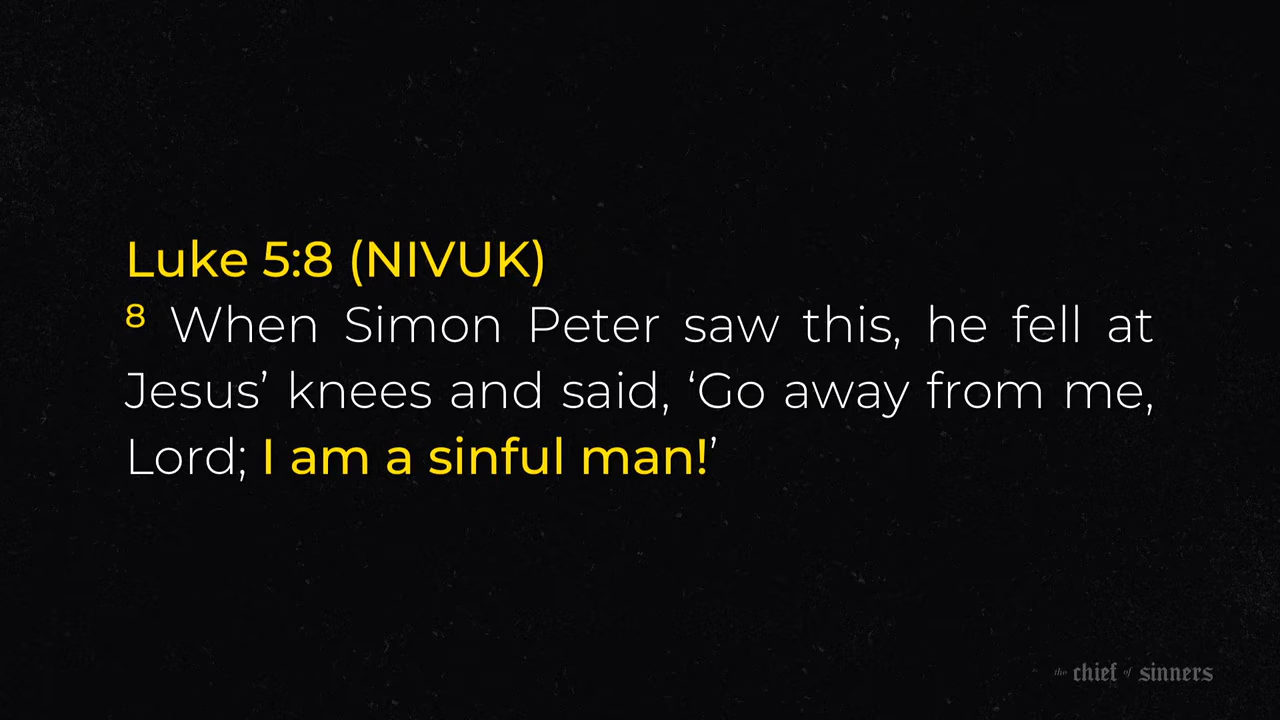 Luke 5:8 (NIVUK)
⁸ When Simon Peter saw this, he fell at
Jesus’ knees and said, ‘Go away from me,
Lord; I am a sinful man!’
the chief of sinners